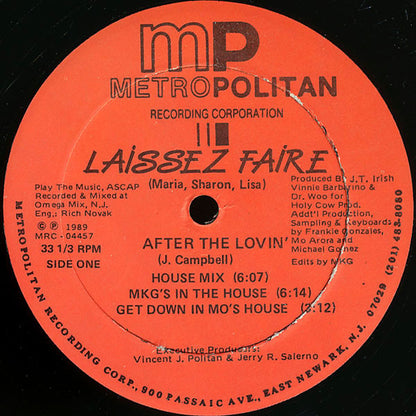 mp
METROPOLITAN
RECORDING CORPORATION
LAISSEZ FAIRE
(Maria, Sharon, Lisa)
Play The Music, ASCAP
Recorded & Mixed at
Omega Mix, N.J.
Eng.: Rich Novak
Ⓒ Ⓟ 1989
MRC - 04457
33 1/3 RPM
SIDE ONE
Produced By J.T. Irish
Vinnie Barbarino &
Dr. Woo for
Holy Cow Prod.
Addt'l Production,
Sampling & Keyboards
by Frankie Gonzales,
Mo Arora and
Michael Gomez
Edits by MKG
AFTER THE LOVIN'
(J. Campbell)
HOUSE MIX (6:07)
MKG'S IN THE HOUSE (6:14)
GET DOWN IN MO'S HOUSE (3:12)
Executive Producers:
Vincent J. Politan & Jerry R. Salerno
METROPOLITAN RECORDING CORP., 900 PASSAIC AVE., EAST NEWARK, N.J. 07029 (201) 483-8080